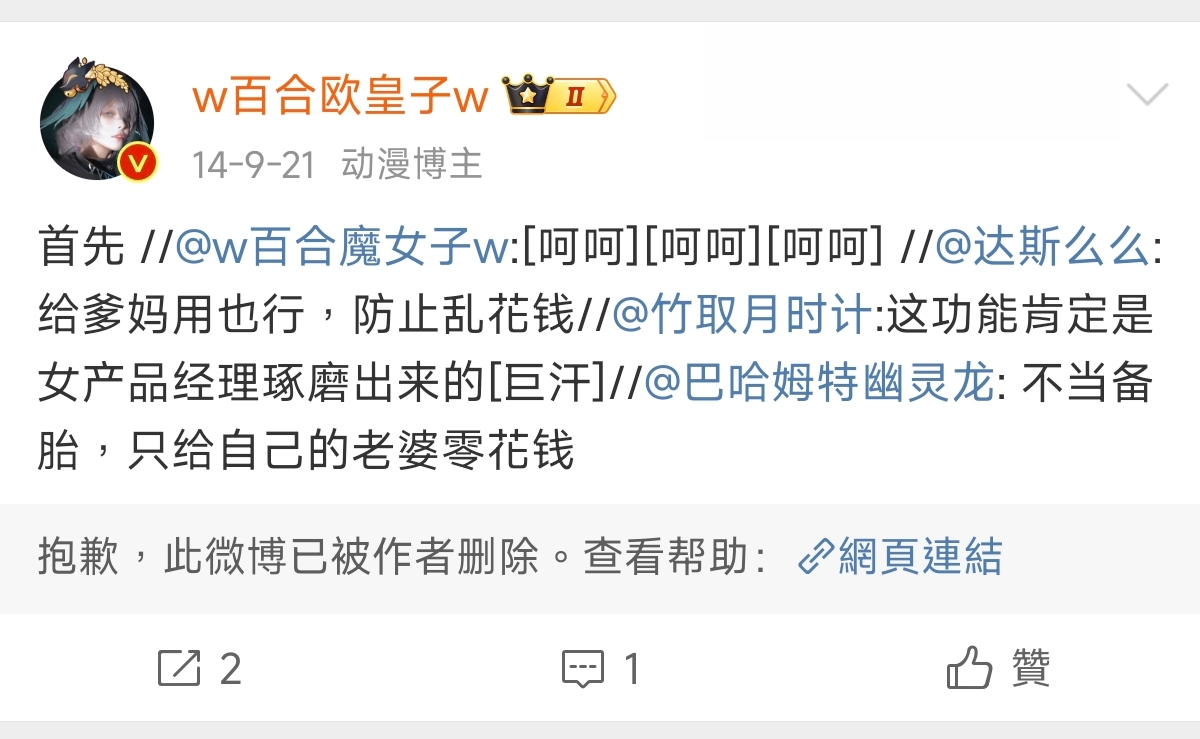 w百合欧皇子w II
V
14-9-21 动漫博主
首先 //@w百合魔女子w:[呵呵][呵呵][呵呵] //@达斯么么:
给爹妈用也行，防止乱花钱//@竹取月时计:这功能肯定是
女产品经理琢磨出来的[巨汗]//@巴哈姆特幽灵龙: 不当备
胎，只给自己的老婆零花钱
抱歉，此微博已被作者删除。查看帮助： 網頁連結
2 1 贊